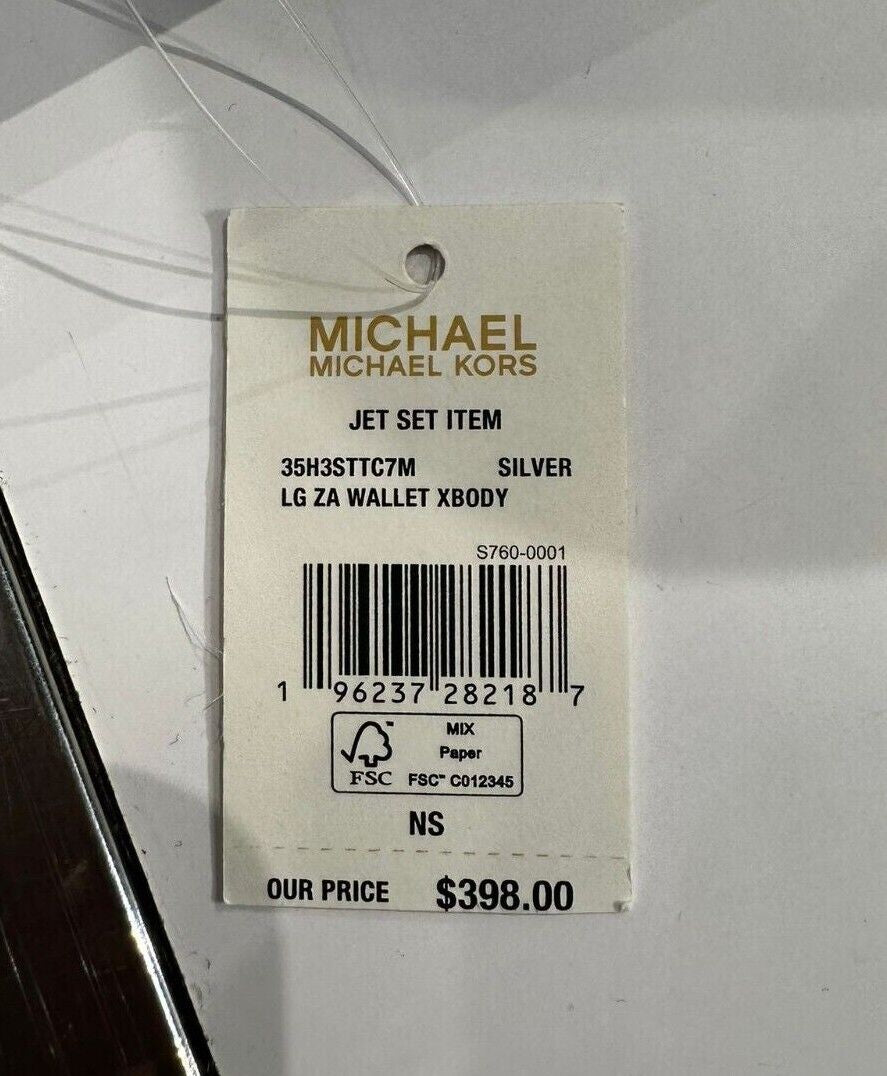 MICHAEL
MICHAEL KORS
JET SET ITEM
35H3STTC7M SILVER
LG ZA WALLET XBODY
S760-0001
1 96237 28218 7
MIX
Paper
FSC™ FSC™ C012345
NS
OUR PRICE $398.00